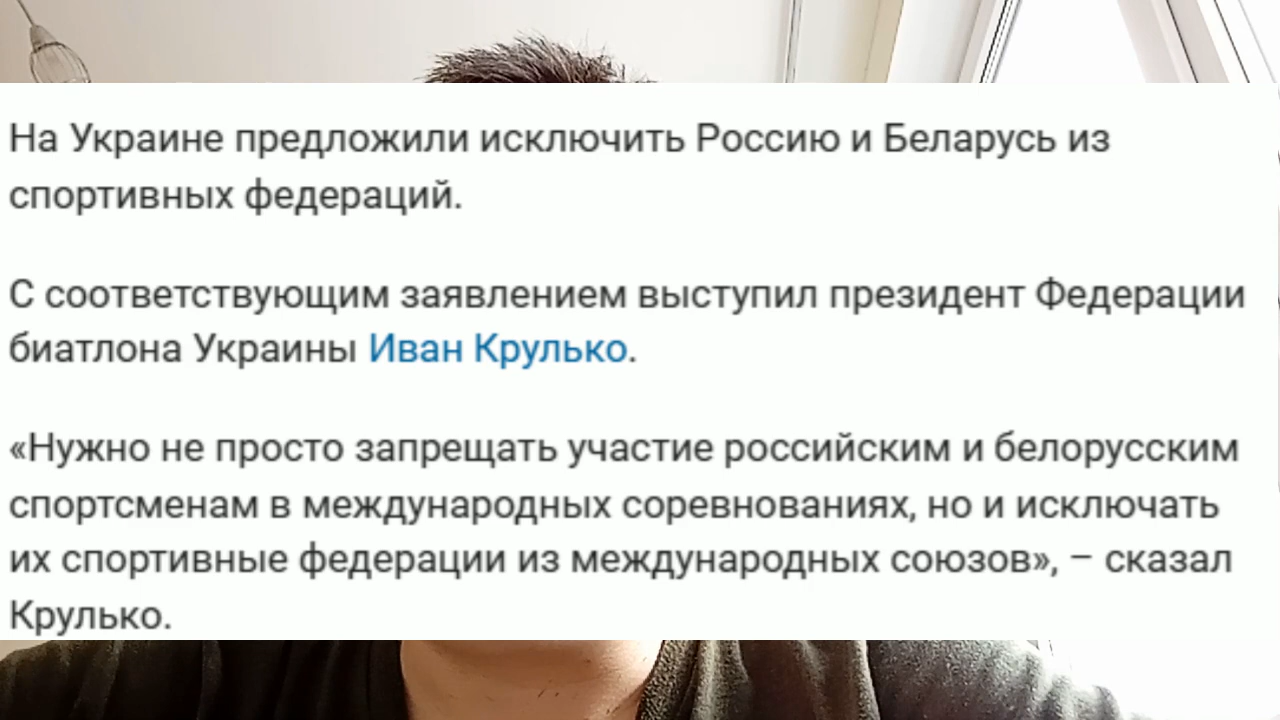 На Украине предложили исключить Россию и Беларусь из
спортивных федераций.
С соответствующим заявлением выступил президент Федерации
биатлона Украины Иван Крулько.
«Нужно не просто запрещать участие российским и белорусским
спортсменам в международных соревнованиях, но и исключать
их спортивные федерации из международных союзов», – сказал
Крулько.